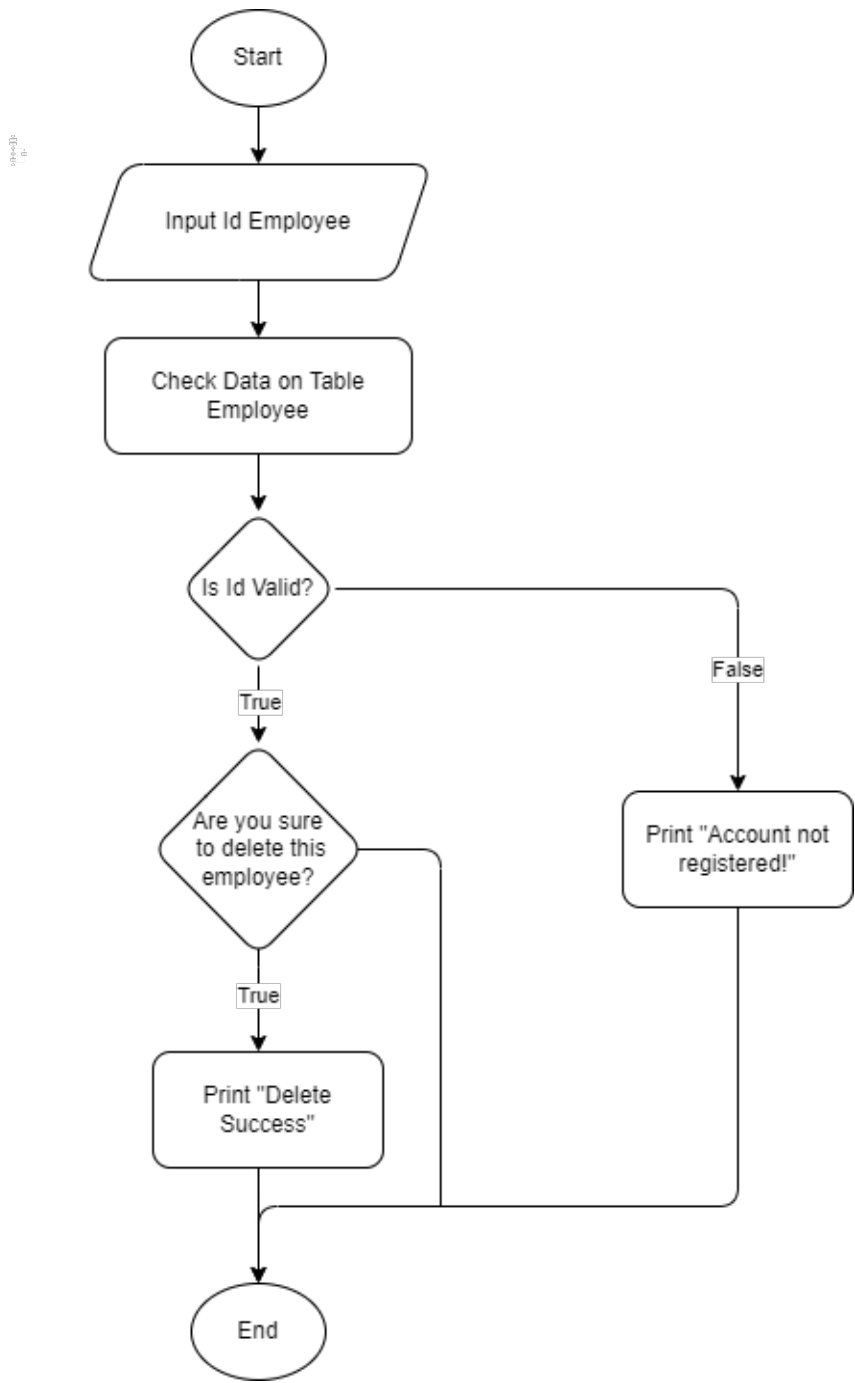 Start
Input Id Employee
Check Data on Table
Employee
Is Id Valid?
False
True
Are you sure
to delete this
employee?
Print "Account not
registered!"
True
Print "Delete
Success"
End